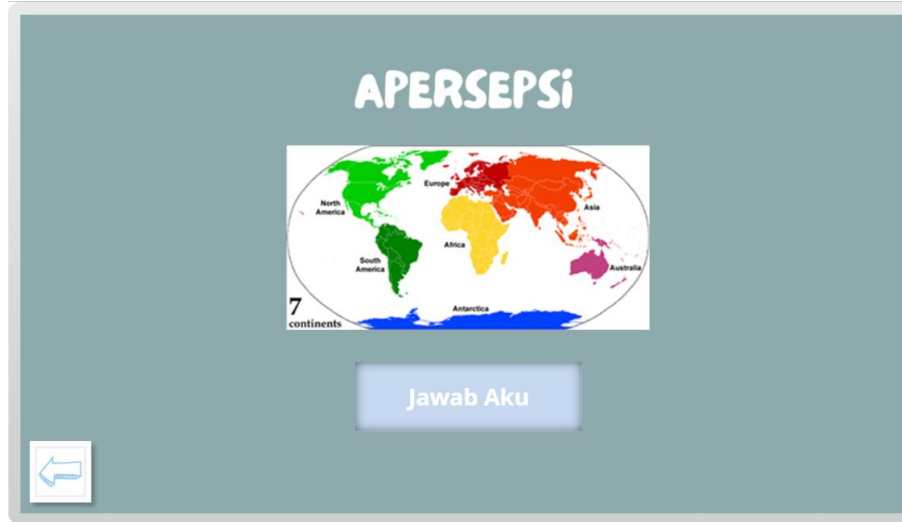 APERSEPSi
Europe
North
America
Asia
Africa
South
America
Australia
Antarctica
7
continents
Jawab Aku